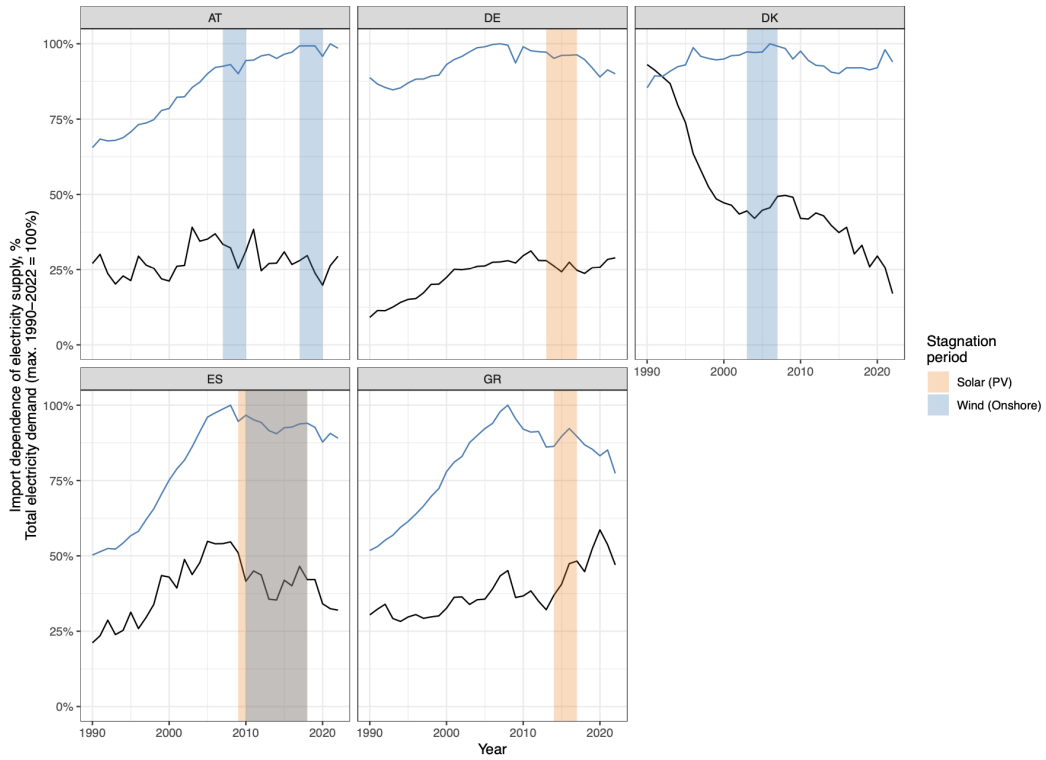 AT
DE
DK
100%
75%
50%
25%
0%
1990
2000
2010
2020
ES
GR
100%
75%
50%
25%
0%
1990
2000
2010
2020
1990
2000
2010
2020
Year
Import dependence of electricity supply, %
Total electricity demand (max. 1990–2022 = 100%)
Stagnation
period
Solar (PV)
Wind (Onshore)